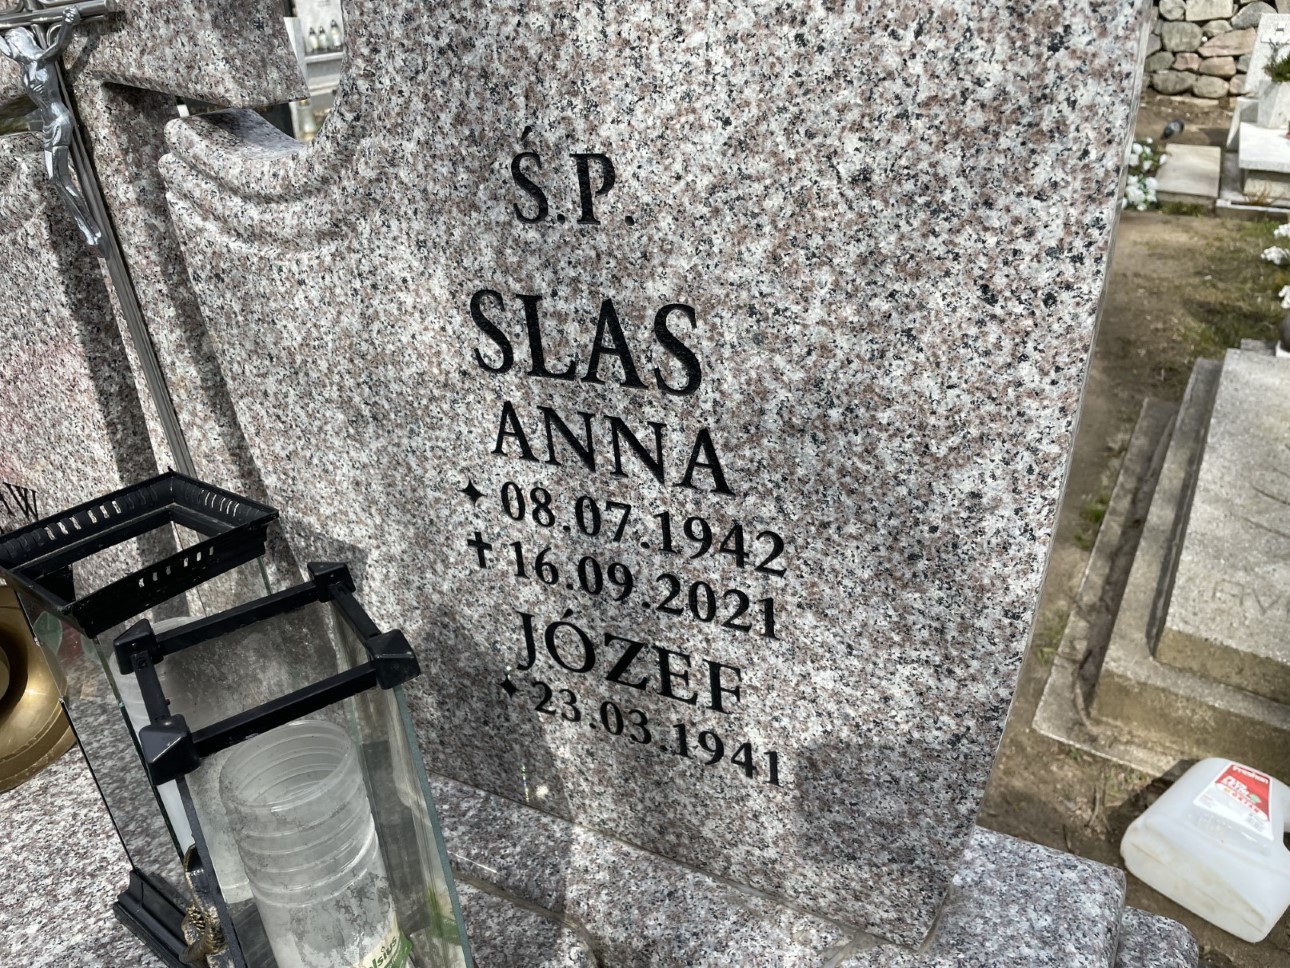 Ś.P.
SLAS
ANNA
✦ 08.07.1942
✝ 16.09.2021
JÓZEF
✦ 23.03.1941